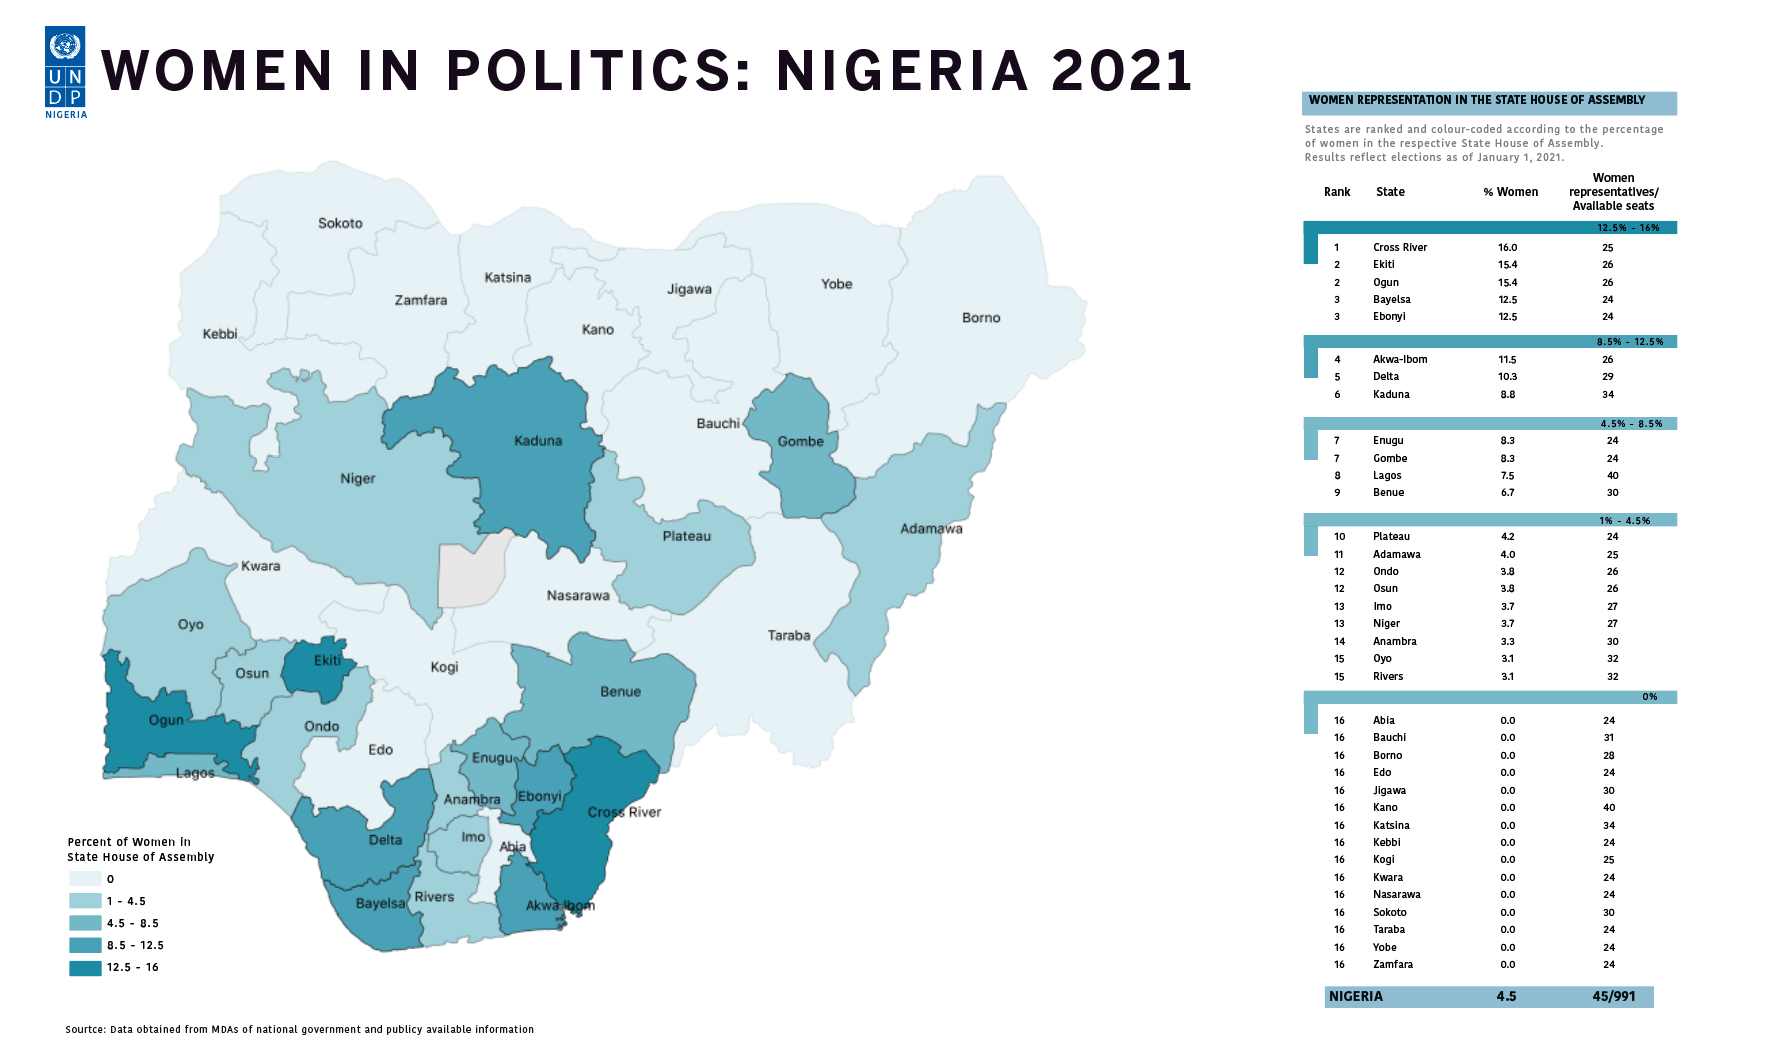 UN
DP
NIGERIA
WOMEN IN POLITICS: NIGERIA 2021
Sokoto
Katsina
Zamfara
Jigawa
Yobe
Kebbi
Kano
Borno
Bauchi
Gombe
Kaduna
Niger
Adamawa
Plateau
Kwara
Nasarawa
Oyo
Taraba
Ekiti
Kogi
Osun
Benue
Ogun
Ondo
Edo
Enugu
Lagos
Anambra
Ebonyi
Cross River
Delta
Imo
Abia
Bayelsa
Rivers
Akwa-Ibom
Percent of Women in
State House of Assembly
0
1 - 4.5
4.5 - 8.5
8.5 - 12.5
12.5 - 16
Sourtce: Data obtained from MDAs of national government and publicy available information
WOMEN REPRESENTATION IN THE STATE HOUSE OF ASSEMBLY
States are ranked and colour-coded according to the percentage
of women in the respective State House of Assembly.
Results reflect elections as of January 1, 2021.
Rank State % Women Women
representatives/
Available seats
12.5% - 16%
1 Cross River 16.0 25
2 Ekiti 15.4 26
2 Ogun 15.4 26
3 Bayelsa 12.5 24
3 Ebonyi 12.5 24
8.5% - 12.5%
4 Akwa-Ibom 11.5 26
5 Delta 10.3 29
6 Kaduna 8.8 34
4.5% - 8.5%
7 Enugu 8.3 24
7 Gombe 8.3 24
8 Lagos 7.5 40
9 Benue 6.7 30
1% - 4.5%
10 Plateau 4.2 24
11 Adamawa 4.0 25
12 Ondo 3.8 26
12 Osun 3.8 26
13 Imo 3.7 27
13 Niger 3.7 27
14 Anambra 3.3 30
15 Oyo 3.1 32
15 Rivers 3.1 32
0%
16 Abia 0.0 24
16 Bauchi 0.0 31
16 Borno 0.0 28
16 Edo 0.0 24
16 Jigawa 0.0 30
16 Kano 0.0 40
16 Katsina 0.0 34
16 Kebbi 0.0 24
16 Kogi 0.0 25
16 Kwara 0.0 24
16 Nasarawa 0.0 24
16 Sokoto 0.0 30
16 Taraba 0.0 24
16 Yobe 0.0 24
16 Zamfara 0.0 24
NIGERIA 4.5 45/991